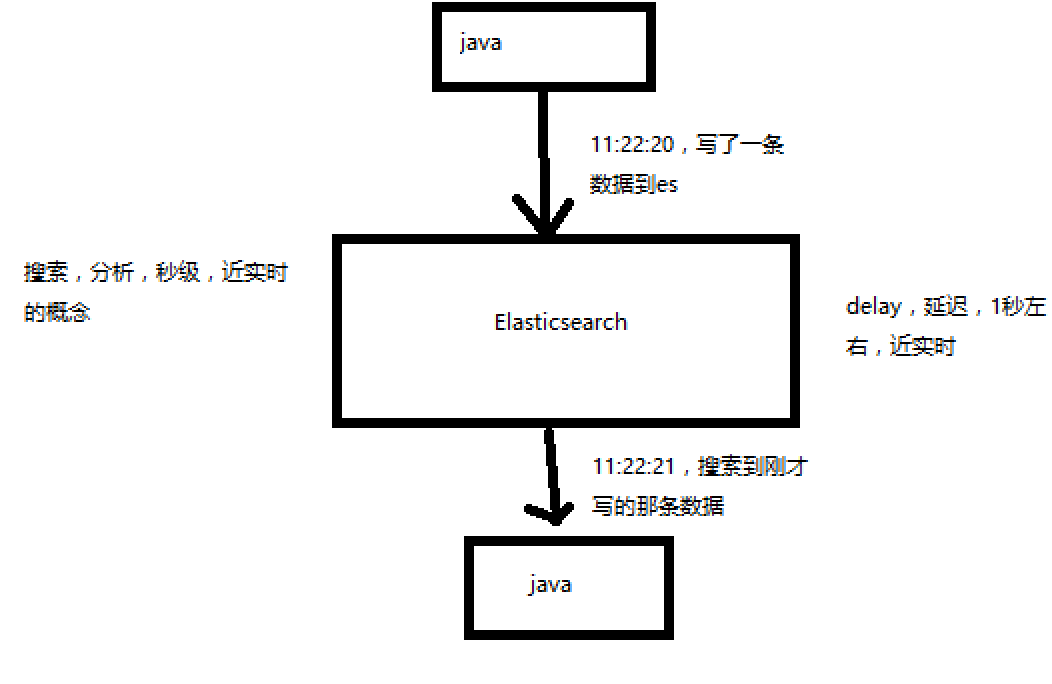 java
11:22:20，写了一条
数据到es
搜索，分析，秒级，近实时
的概念
Elasticsearch
delay，延迟，1秒左
右，近实时
11:22:21，搜索到刚才
写的那条数据
java